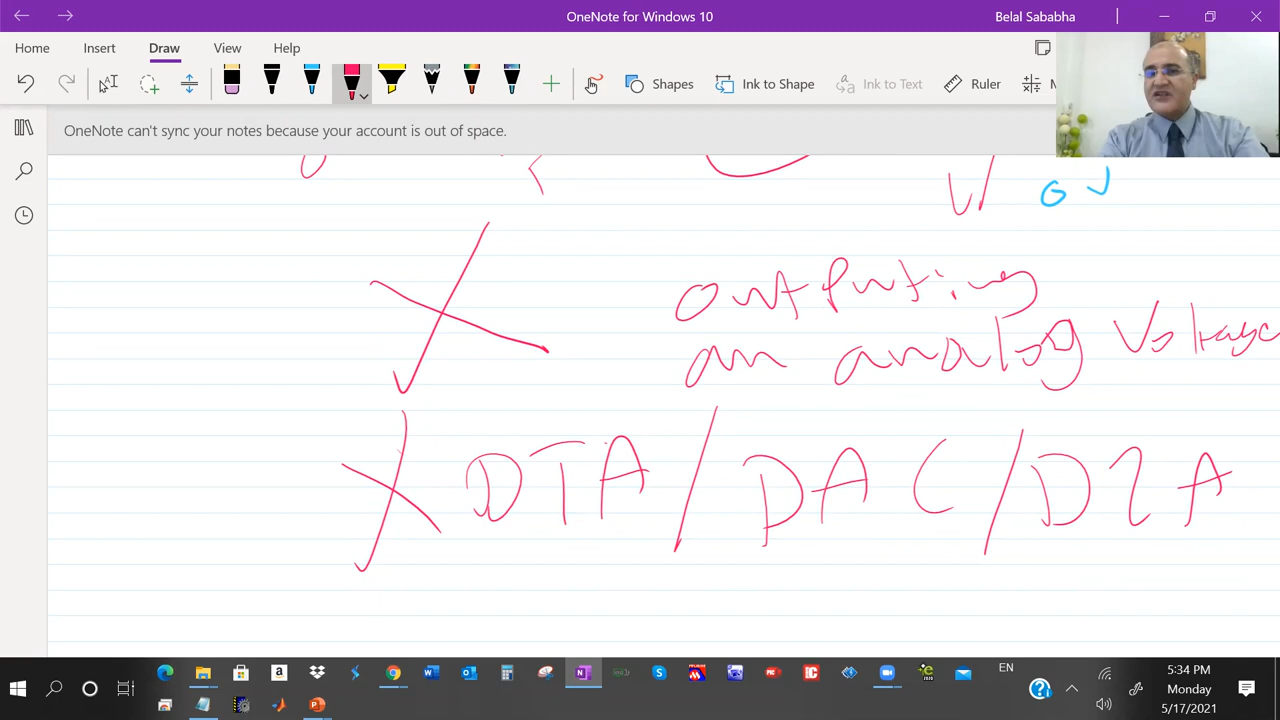 OneNote for Windows 10
Belal Sababha
Home Insert Draw View Help
Shapes Ink to Shape Ink to Text Ruler M
OneNote can't sync your notes because your account is out of space.
0 V
outputing
an analog Voltage
DTA / DAC / D2A
EN
5:34 PM
Monday
5/17/2021